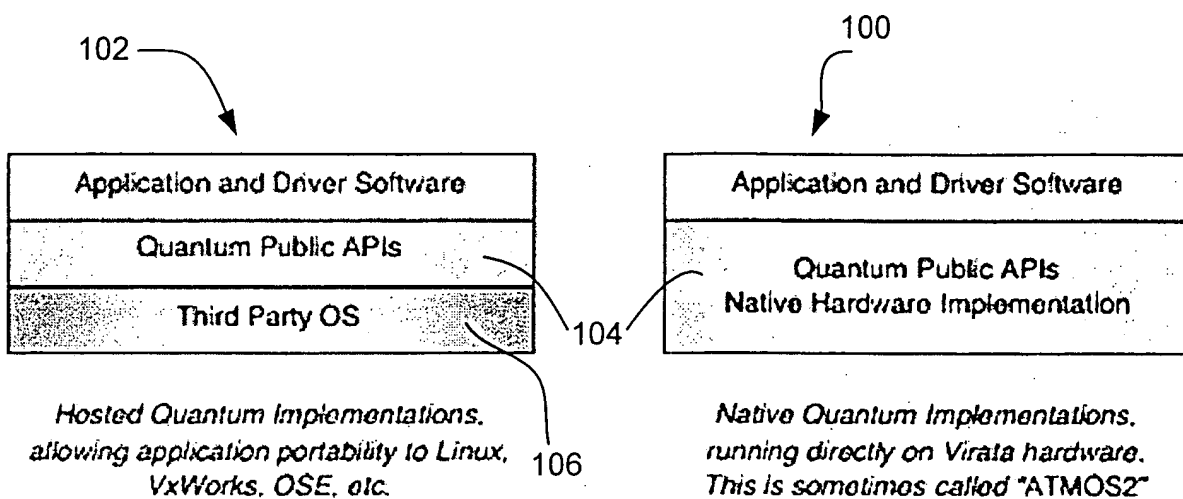 102
100
Application and Driver Software
Quantum Public APIs
Third Party OS
Application and Driver Software
Quantum Public APIs
Native Hardware Implementation
104
106
Hosted Quantum Implementations,
allowing application portability to Linux,
VxWorks, OSE, etc.
Native Quantum Implementations,
running directly on Virata hardware.
This is sometimes called "ATMOS2"